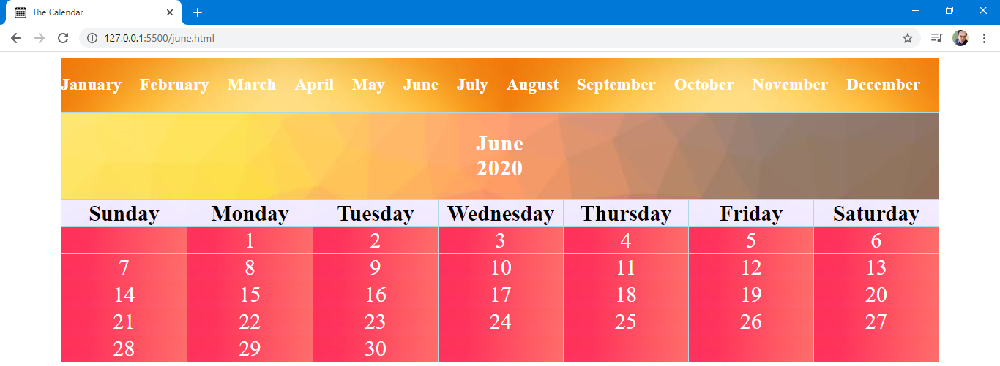 The Calendar
127.0.0.1:5500/june.html
January February March April May June July August September October November December
June
2020
Sunday Monday Tuesday Wednesday Thursday Friday Saturday
1 2 3 4 5 6
7 8 9 10 11 12 13
14 15 16 17 18 19 20
21 22 23 24 25 26 27
28 29 30